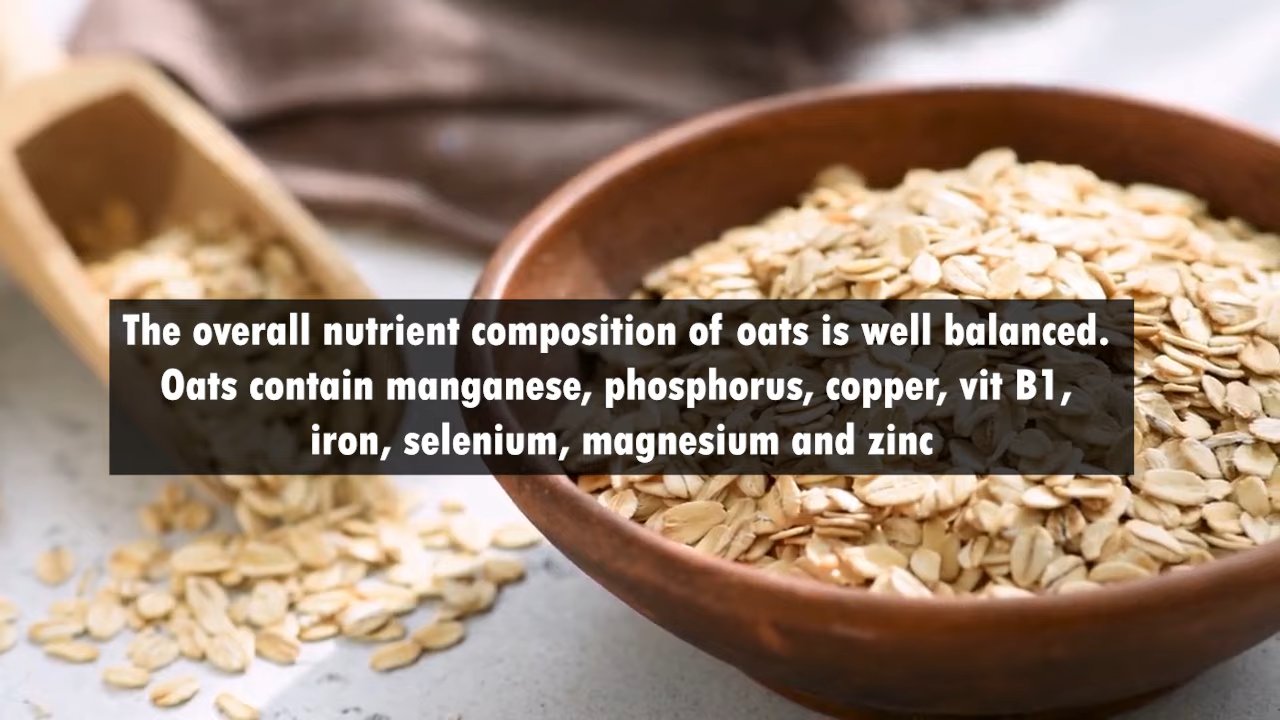 The overall nutrient composition of oats is well balanced.
Oats contain manganese, phosphorus, copper, vit B1,
iron, selenium, magnesium and zinc